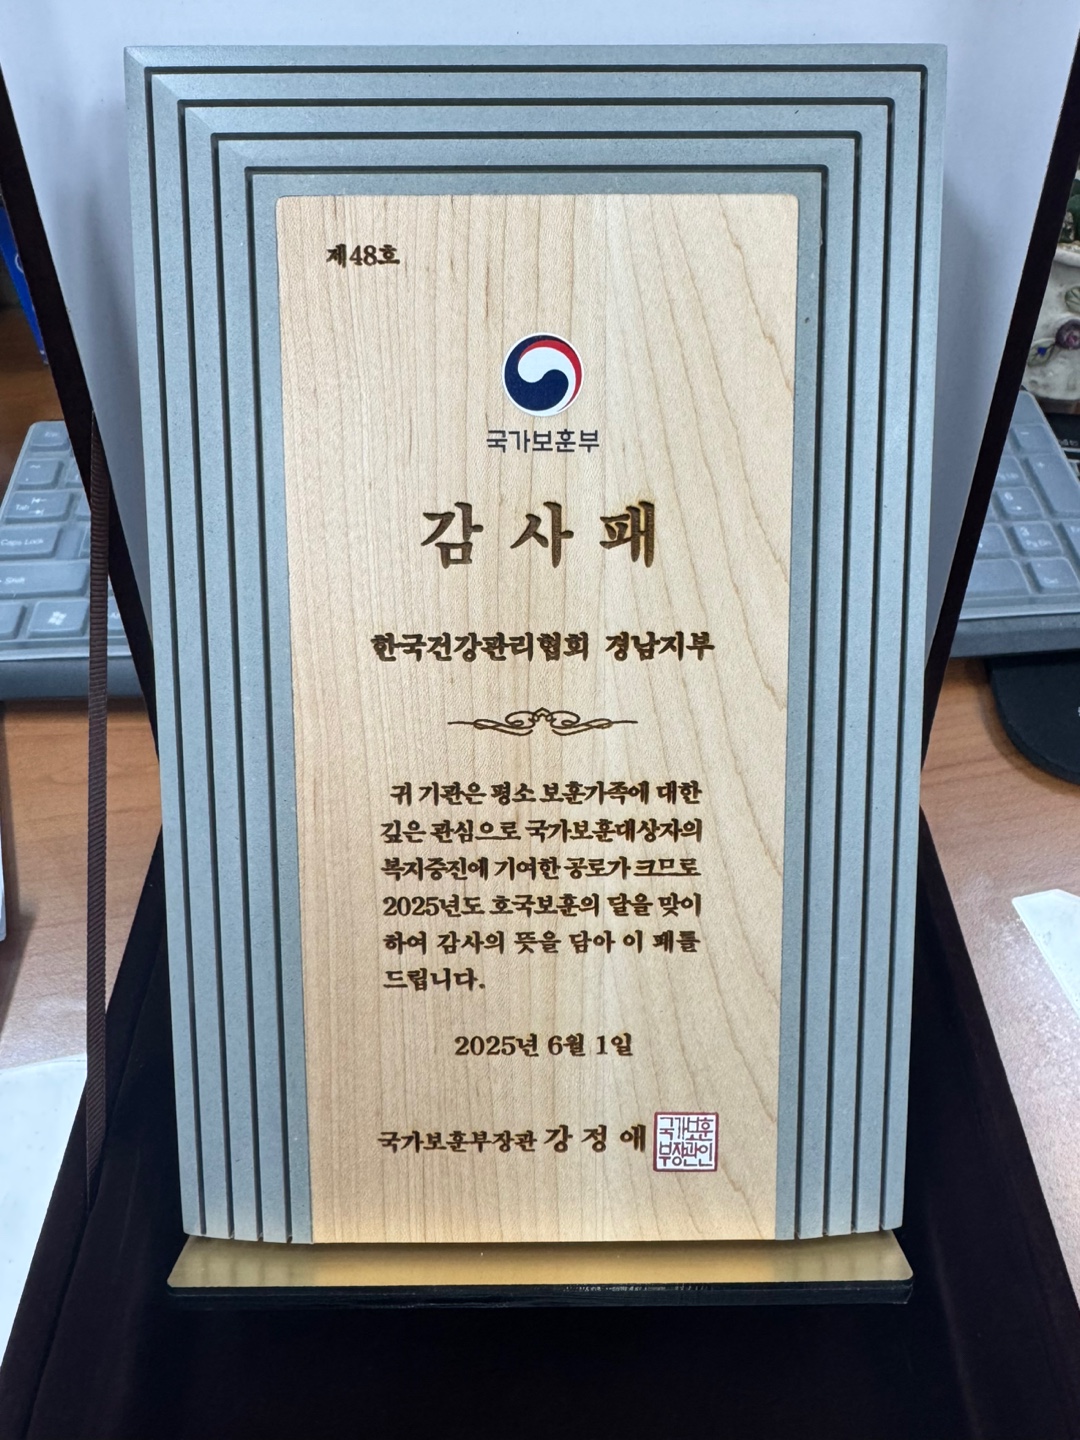 제48호
국가보훈부
감 사 패
한국건강관리협회 경남지부
귀 기관은 평소 보훈가족에 대한
깊은 관심으로 국가보훈대상자의
복지증진에 기여한 공로가 크므로
2025년도 호국보훈의 달을 맞이
하여 감사의 뜻을 담아 이 패를
드립니다.
2025년 6월 1일
국가보훈부장관 강 정 애
국가보훈
부장관인
Tab
Caps Lock
Shift